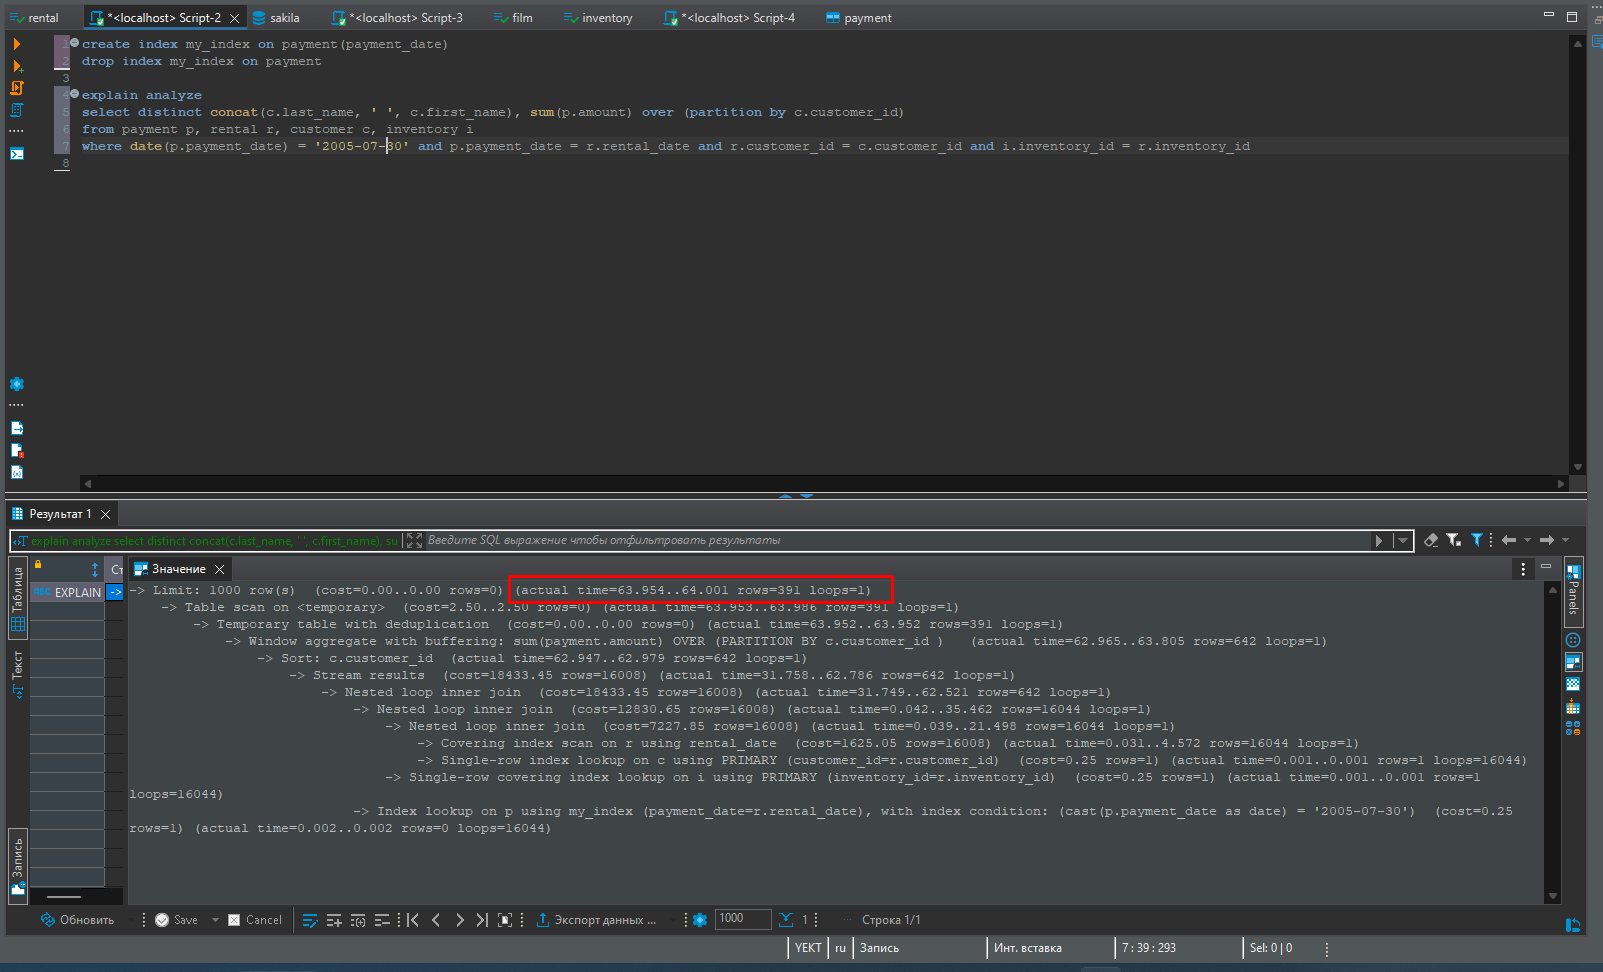 rental
*<localhost> Script-2
sakila
*<localhost> Script-3
film
inventory
*<localhost> Script-4
payment
1 create index my_index on payment(payment_date)
2 drop index my_index on payment
3
4 explain analyze
5 select distinct concat(c.last_name, ' ', c.first_name), sum(p.amount) over (partition by c.customer_id)
6 from payment p, rental r, customer c, inventory i
7 where date(p.payment_date) = '2005-07-30' and p.payment_date = r.rental_date and r.customer_id = c.customer_id and i.inventory_id = r.inventory_id
8
Результат 1
explain analyze select distinct concat(c.last_name, ' ', c.first_name), su
Введите SQL выражение чтобы отфильтровать результаты
Таблица
Текст
Запись
Ст
ABC EXPLAIN
->
Значение
Panels
-> Limit: 1000 row(s) (cost=0.00..0.00 rows=0) (actual time=63.954..64.001 rows=391 loops=1)
-> Table scan on <temporary> (cost=2.50..2.50 rows=0) (actual time=63.953..63.986 rows=391 loops=1)
-> Temporary table with deduplication (cost=0.00..0.00 rows=0) (actual time=63.952..63.952 rows=391 loops=1)
-> Window aggregate with buffering: sum(payment.amount) OVER (PARTITION BY c.customer_id ) (actual time=62.965..63.805 rows=642 loops=1)
-> Sort: c.customer_id (actual time=62.947..62.979 rows=642 loops=1)
-> Stream results (cost=18433.45 rows=16008) (actual time=31.758..62.786 rows=642 loops=1)
-> Nested loop inner join (cost=18433.45 rows=16008) (actual time=31.749..62.521 rows=642 loops=1)
-> Nested loop inner join (cost=12830.65 rows=16008) (actual time=0.042..35.462 rows=16044 loops=1)
-> Nested loop inner join (cost=7227.85 rows=16008) (actual time=0.039..21.498 rows=16044 loops=1)
-> Covering index scan on r using rental_date (cost=1625.05 rows=16008) (actual time=0.031..4.572 rows=16044 loops=1)
-> Single-row index lookup on c using PRIMARY (customer_id=r.customer_id) (cost=0.25 rows=1) (actual time=0.001..0.001 rows=1 loops=16044)
-> Single-row covering index lookup on i using PRIMARY (inventory_id=r.inventory_id) (cost=0.25 rows=1) (actual time=0.001..0.001 rows=1
loops=16044)
-> Index lookup on p using my_index (payment_date=r.rental_date), with index condition: (cast(p.payment_date as date) = '2005-07-30') (cost=0.25
rows=1) (actual time=0.002..0.002 rows=0 loops=16044)
Обновить
Save
Cancel
Экспорт данных ...
1000
1
Строка 1/1
YEKT
ru
Запись
Инт. вставка
7 : 39 : 293
Sel: 0 | 0